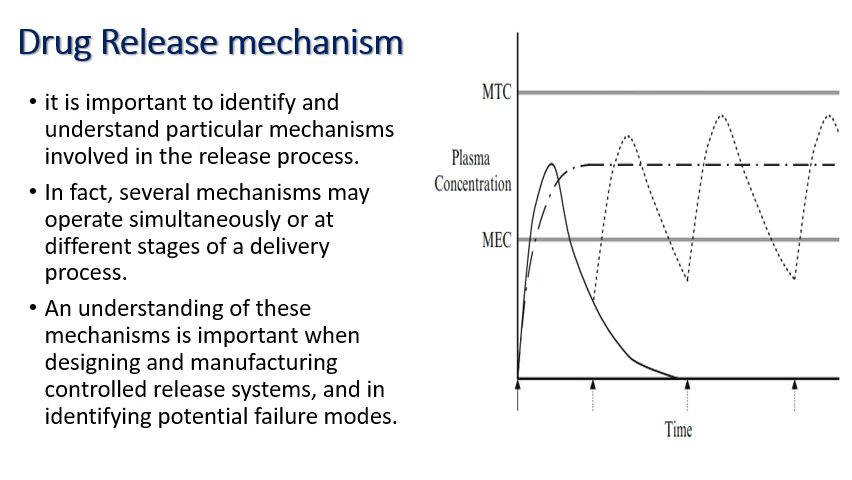 Drug Release mechanism
• it is important to identify and
understand particular mechanisms
involved in the release process.
• In fact, several mechanisms may
operate simultaneously or at
different stages of a delivery
process.
• An understanding of these
mechanisms is important when
designing and manufacturing
controlled release systems, and in
identifying potential failure modes.
MTC
Plasma
Concentration
MEC
Time